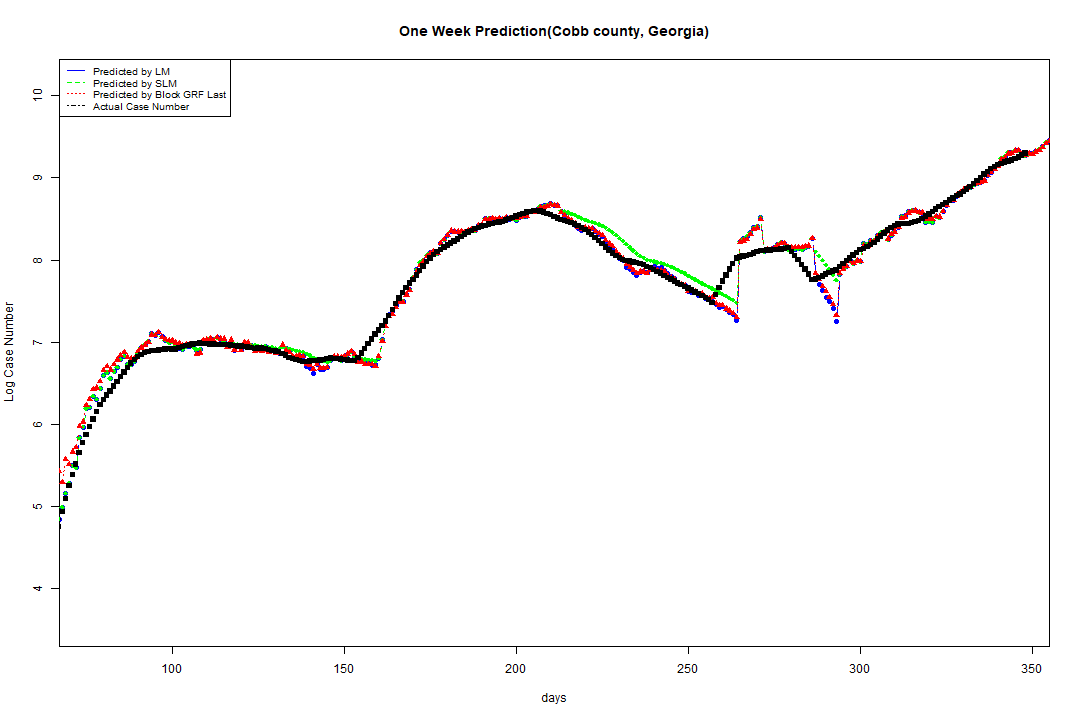 One Week Prediction(Cobb county, Georgia)
Predicted by LM
Predicted by SLM
Predicted by Block GRF Last
Actual Case Number
10
9
8
7
6
5
4
Log Case Number
100 150 200 250 300 350
days